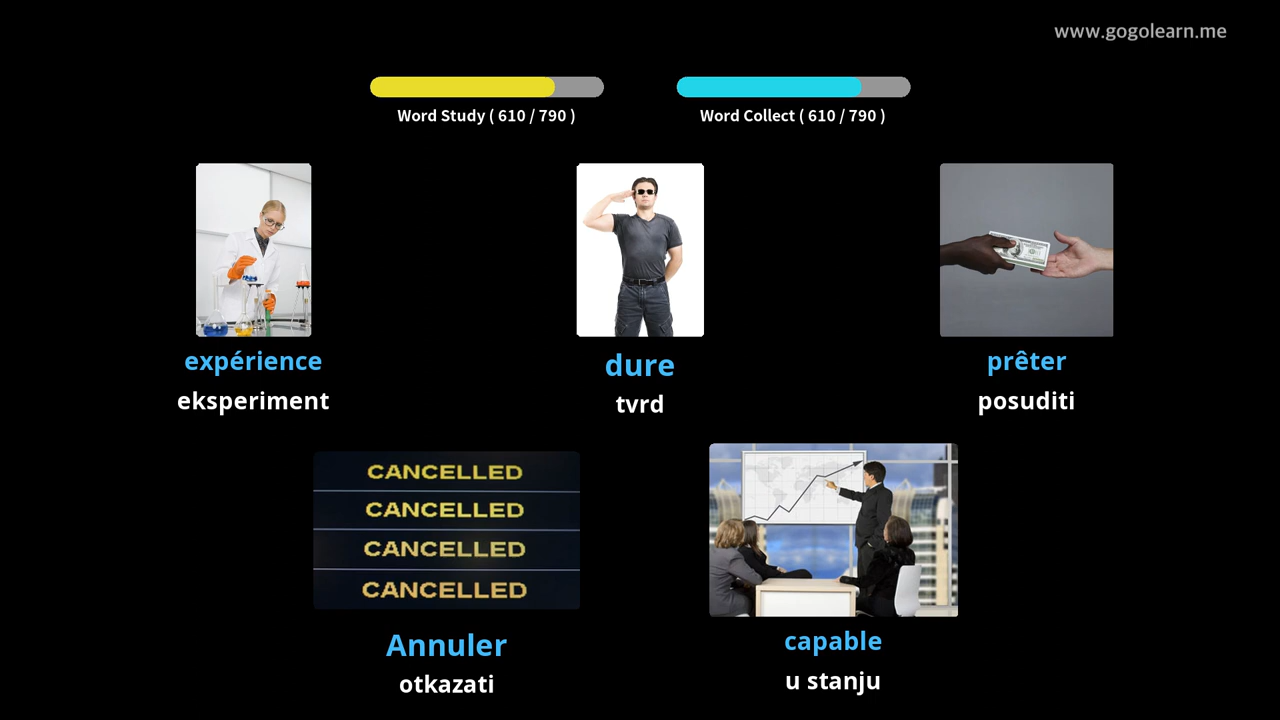 www.gogolearn.me
Word Study ( 610 / 790 )
Word Collect ( 610 / 790 )
expérience
dure
prêter
eksperiment
tvrd
posuditi
CANCELLED
CANCELLED
CANCELLED
CANCELLED
Annuler
capable
otkazati
u stanju